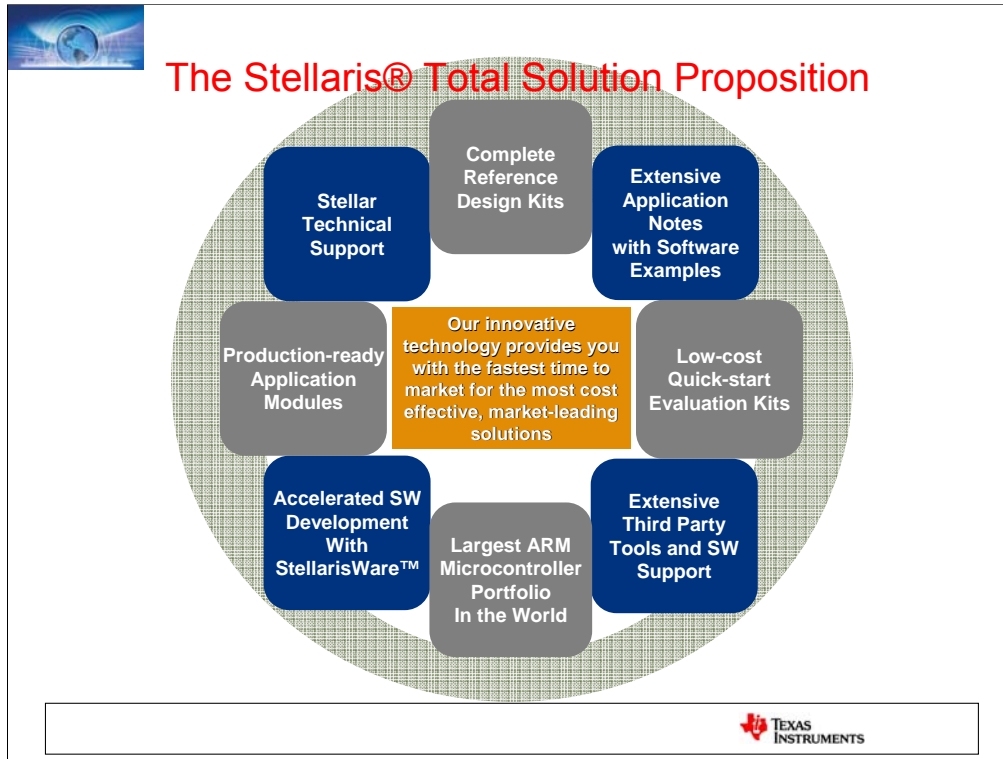 The Stellaris® Total Solution Proposition
Complete
Reference
Design Kits
Stellar
Technical
Support
Extensive
Application
Notes
with Software
Examples
Production-ready
Application
Modules
Our innovative
technology provides you
with the fastest time to
market for the most cost
effective, market-leading
solutions
Low-cost
Quick-start
Evaluation Kits
Accelerated SW
Development
With
StellarisWare™
Largest ARM
Microcontroller
Portfolio
In the World
Extensive
Third Party
Tools and SW
Support
TEXAS
INSTRUMENTS